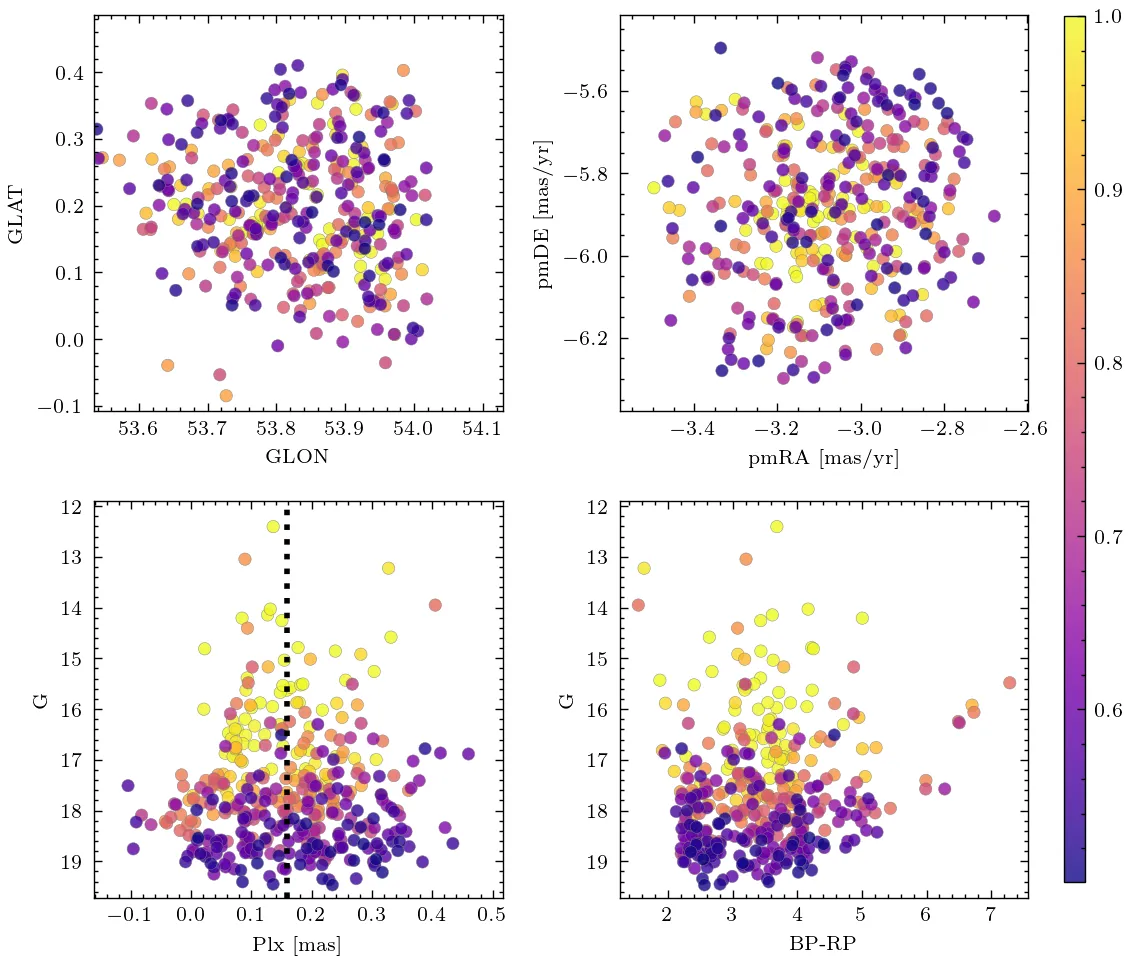 0.4
0.3
0.2
0.1
0.0
−0.1
GLAT
53.6 53.7 53.8 53.9 54.0 54.1
GLON
−5.6
−5.8
−6.0
−6.2
pmDE [mas/yr]
−3.4 −3.2 −3.0 −2.8 −2.6
pmRA [mas/yr]
1.0
0.9
0.8
0.7
0.6
12
13
14
15
16
17
18
19
G
−0.1 0.0 0.1 0.2 0.3 0.4 0.5
Plx [mas]
12
13
14
15
16
17
18
19
G
2 3 4 5 6 7
BP-RP